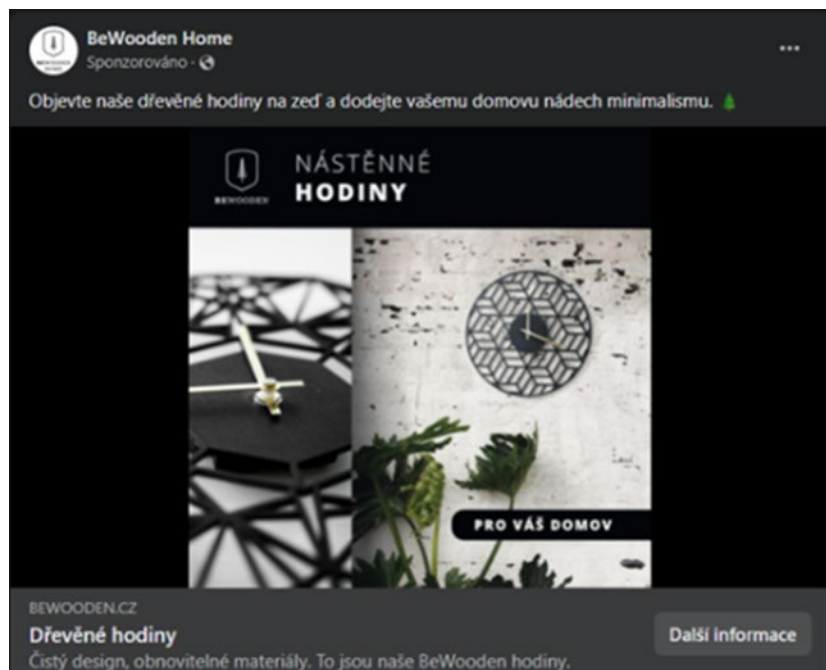 BeWooden Home
Sponzorováno ·
Objevte naše dřevěné hodiny na zeď a dodejte vašemu domovu nádech minimalismu.
NÁSTĚNNÉ
HODINY
BEWOODEN
PRO VÁŠ DOMOV
BEWOODEN.CZ
Dřevěné hodiny
Další informace
Čistý design, obnovitelné materiály. To jsou naše BeWooden hodiny.